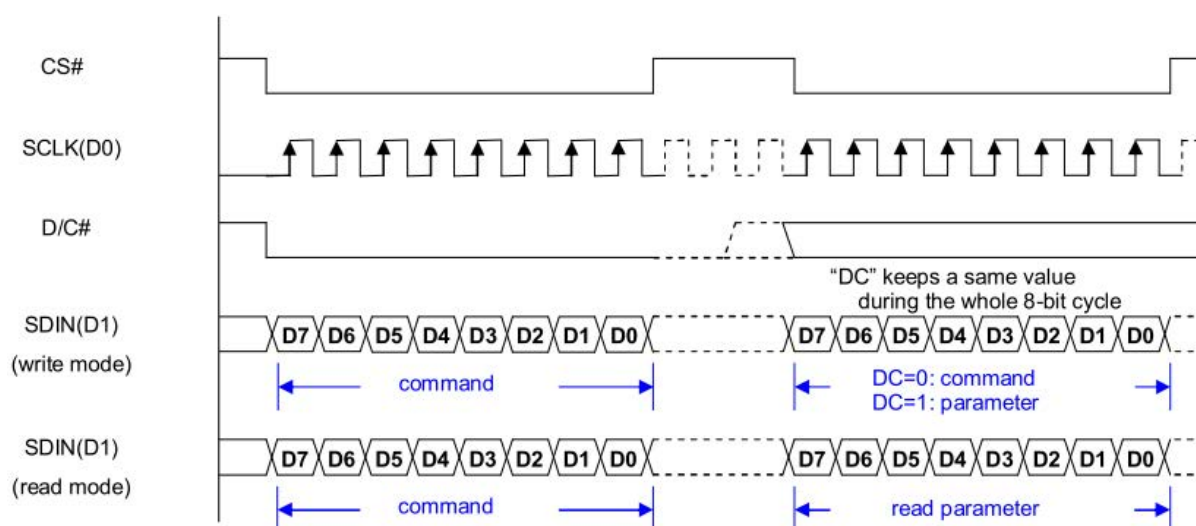 CS#
SCLK(D0)
D/C#
“DC” keeps a same value
during the whole 8-bit cycle
SDIN(D1)
(write mode)
D7 D6 D5 D4 D3 D2 D1 D0 D7 D6 D5 D4 D3 D2 D1 D0
command
DC=0: command
DC=1: parameter
SDIN(D1)
(read mode)
D7 D6 D5 D4 D3 D2 D1 D0 D7 D6 D5 D4 D3 D2 D1 D0
command read parameter